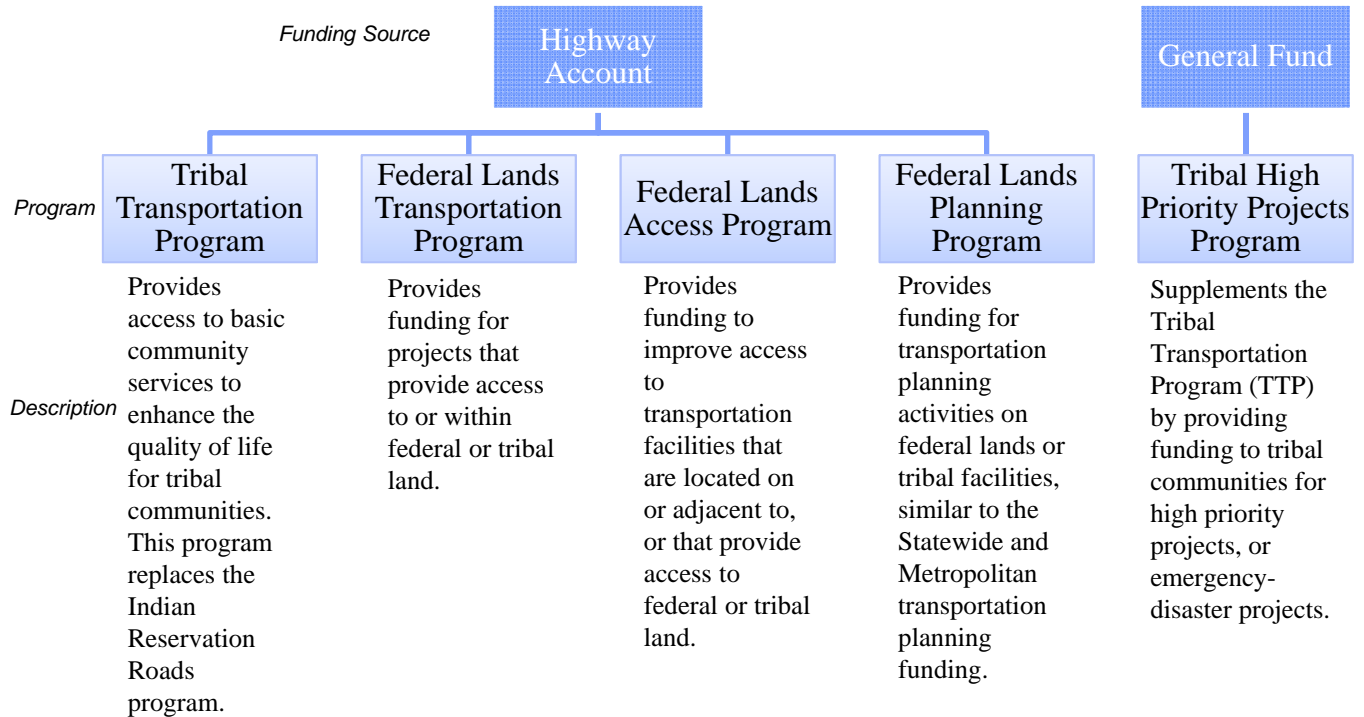 Funding Source
Highway
Account
General Fund
Program
Tribal
Transportation
Program
Federal Lands
Transportation
Program
Federal Lands
Access Program
Federal Lands
Planning
Program
Tribal High
Priority Projects
Program
Description
Provides
access to basic
community
services to
enhance the
quality of life
for tribal
communities.
This program
replaces the
Indian
Reservation
Roads
program.
Provides
funding for
projects that
provide access
to or within
federal or tribal
land.
Provides
funding to
improve access
to
transportation
facilities that
are located on
or adjacent to,
or that provide
access to
federal or tribal
land.
Provides
funding for
transportation
planning
activities on
federal lands or
tribal facilities,
similar to the
Statewide and
Metropolitan
transportation
planning
funding.
Supplements the
Tribal
Transportation
Program (TTP)
by providing
funding to tribal
communities for
high priority
projects, or
emergency-
disaster projects.